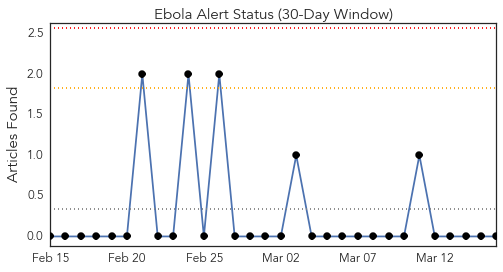 Ebola Alert Status (30-Day Window)
Articles Found
2.5
2.0
1.5
1.0
0.5
0.0
Feb 15
Feb 20
Feb 25
Mar 02
Mar 07
Mar 12